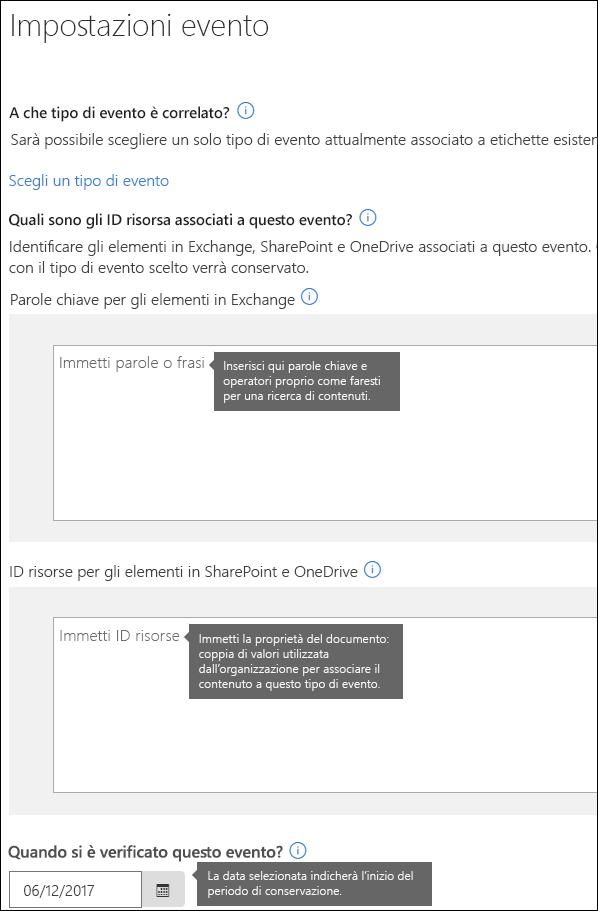 Impostazioni evento
A che tipo di evento è correlato?
Sarà possibile scegliere un solo tipo di evento attualmente associato a etichette
Scegli un tipo di evento
Quali sono gli ID risorsa associati a questo evento?
Identificare gli elementi in Exchange, SharePoint e OneDrive associati a questo evento.
con il tipo di evento scelto verrà conservato.
Parole chiave per gli elementi in Exchange
Immetti parole o frasi
Inserisci qui parole chiave e
operatori proprio come faresti
per una ricerca di contenuti.
ID risorse per gli elementi in SharePoint e OneDrive
Immetti ID risorse
Immetti la proprietà del documento:
coppia di valori utilizzata
dall'organizzazione per associare il
contenuto a questo tipo di evento.
Quando si è verificato questo evento?
La data selezionata indicherà l'inizio del
periodo di conservazione.
06/12/2017